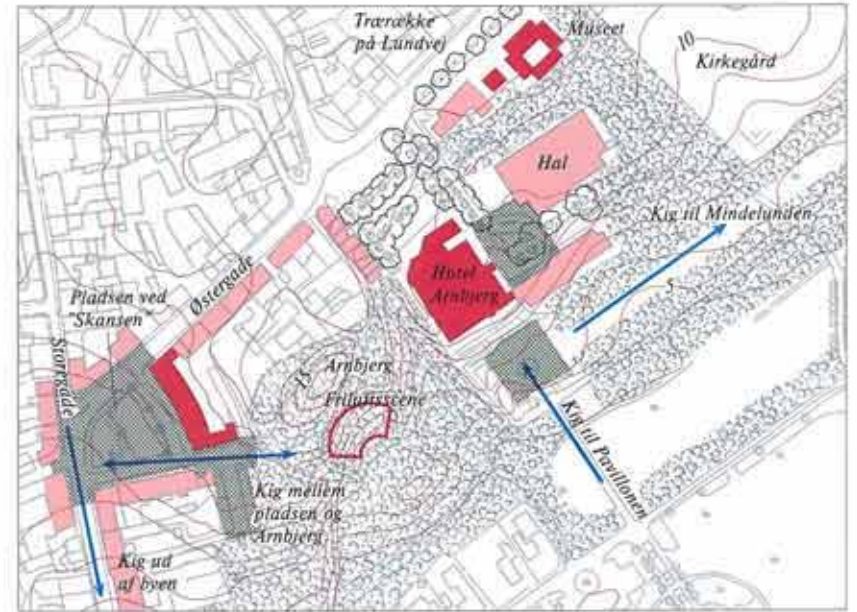 Trærække
på Lundvej
Museet
10
Kirkegård
Hal
Kig til Mindelunden
Østergade
Hotel
Arnbjerg
Pladsen ved
"Skansen"
5
Storegade
15
Arnbjerg
Friluftsscene
Kig til Pavillonen
Kig mellem
pladsen og
Arnbjerg
Kig ud
af byen